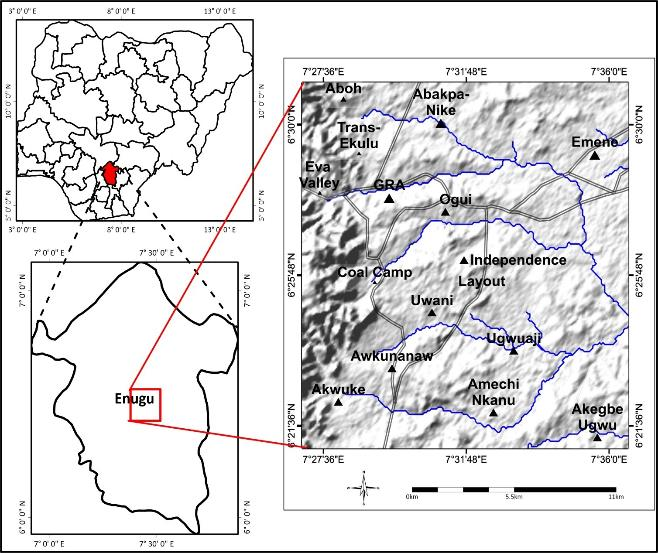 3°0'0"E
8°0'0"E
13°0'0"E
10°0'0"N
10°0'0"N
5°0'0"N
5°0'0"N
3°0'0"E
8°0'0"E
13°0'0"E
7°0'0"E
7°30'0"E
7°0'0"N
7°0'0"N
Enugu
6°0'0"N
6°0'0"N
7°0'0"E
7°30'0"E
7°27'36"E
7°31'48"E
7°36'0"E
Aboh
Abakpa-
Nike
6°30'0"N
6°30'0"N
Trans-
Ekulu
Emene
Eva
Valley
GRA
Ogui
Independence
Layout
Coal Camp
6°25'48"N
6°25'48"N
Uwani
Ugwuaji
Awkunanaw
Akwuke
Amechi
Nkanu
Akegbe
Ugwu
6°21'36"N
6°21'36"N
7°27'36"E
7°31'48"E
7°36'0"E
0km
5.5km
11km